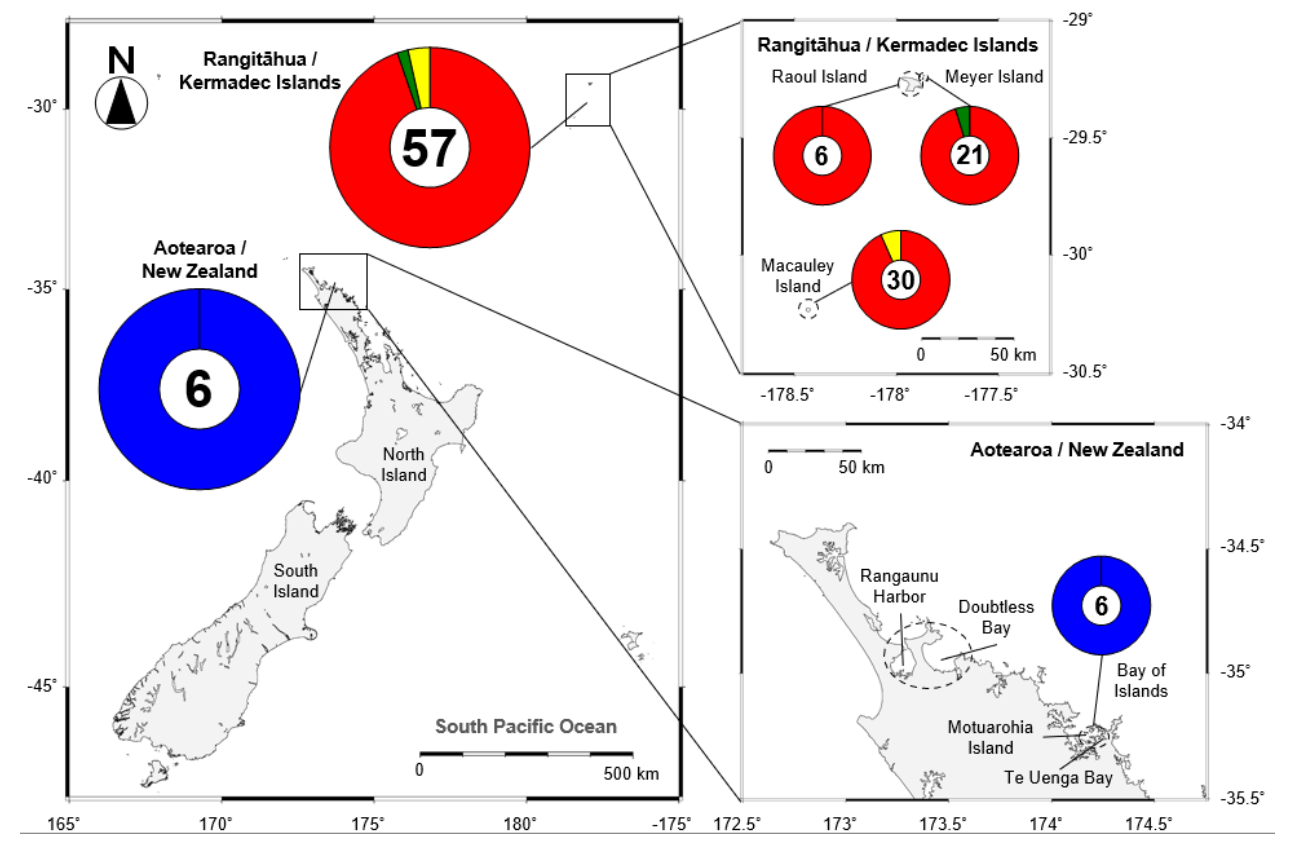 N
Rangitāhua /
Kermadec Islands
57
Aotearoa /
New Zealand
6
North
Island
South
Island
South Pacific Ocean
0
500 km
-30°
-35°
-40°
-45°
165°
170°
175°
180°
-175°
Rangitāhua / Kermadec Islands
Raoul Island
Meyer Island
6
21
Macauley
Island
30
0
50 km
-29°
-29.5°
-30°
-30.5°
-178.5°
-178°
-177.5°
Aotearoa / New Zealand
0
50 km
Rangaunu
Harbor
Doubtless
Bay
6
Bay of
Islands
Motuarohia
Island
Te Uenga Bay
-34°
-34.5°
-35°
-35.5°
172.5°
173°
173.5°
174°
174.5°